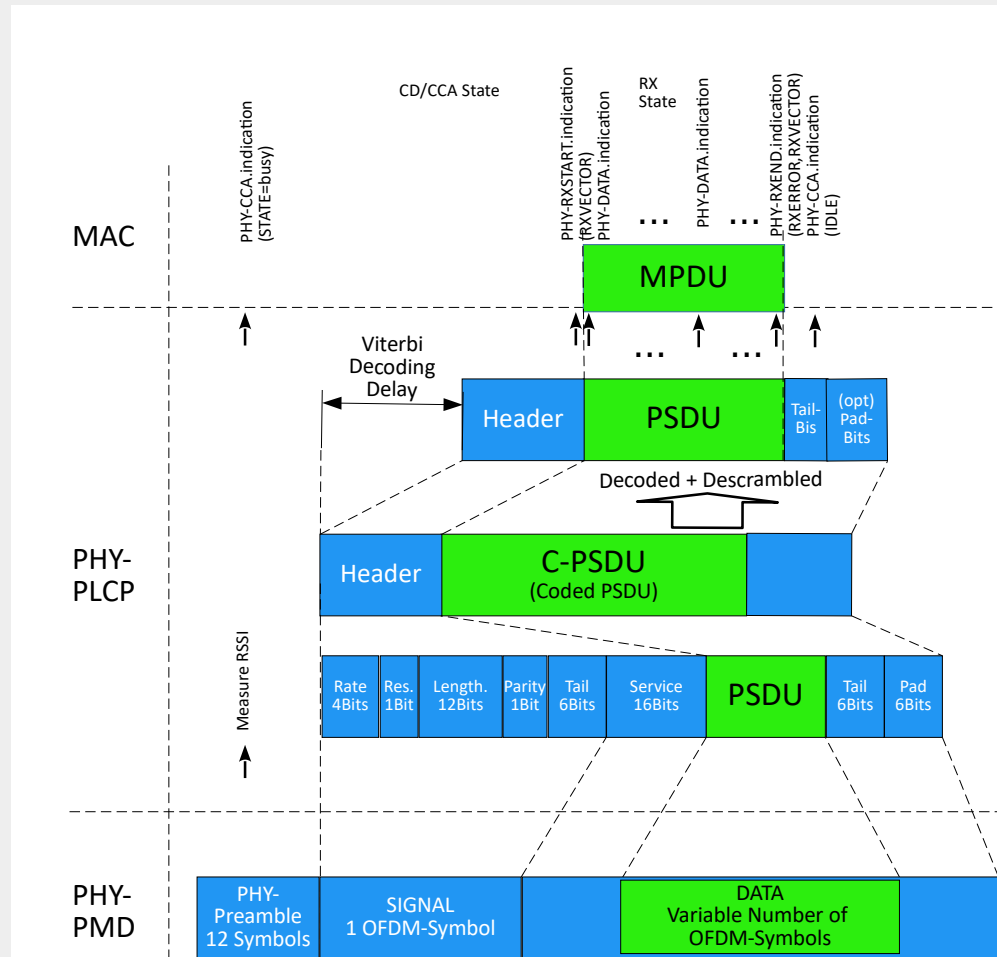 CD/CCA State
RX
State
PHY-CCA.indication
(STATE=busy)
PHY-RXSTART.indication
(RXVECTOR)
PHY-DATA.indication
PHY-DATA.indication
PHY-RXEND.indication
(RXERROR,RXVECTOR)
PHY-CCA.indication
(IDLE)
... ...
MAC
MPDU
... ...
Viterbi
Decoding
Delay
Header
PSDU
Tail-
Bis
(opt)
Pad-
Bits
Decoded + Descrambled
PHY-
PLCP
Header
C-PSDU
(Coded PSDU)
Measure RSSI
Rate
4Bits
Res.
1Bit
Length.
12Bits
Parity
1Bit
Tail
6Bits
Service
16Bits
PSDU
Tail
6Bits
Pad
6Bits
PHY-
PMD
PHY-
Preamble
12 Symbols
SIGNAL
1 OFDM-Symbol
DATA
Variable Number of
OFDM-Symbols